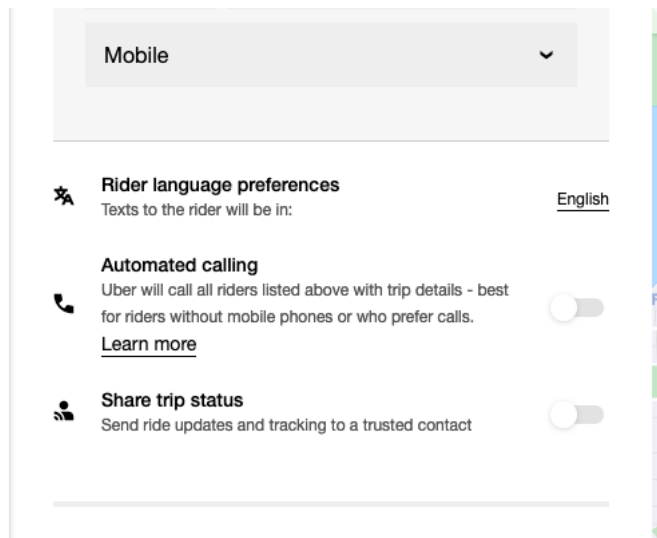 Mobile
Rider language preferences
Texts to the rider will be in:
English
Automated calling
Uber will call all riders listed above with trip details - best
for riders without mobile phones or who prefer calls.
Learn more
Share trip status
Send ride updates and tracking to a trusted contact